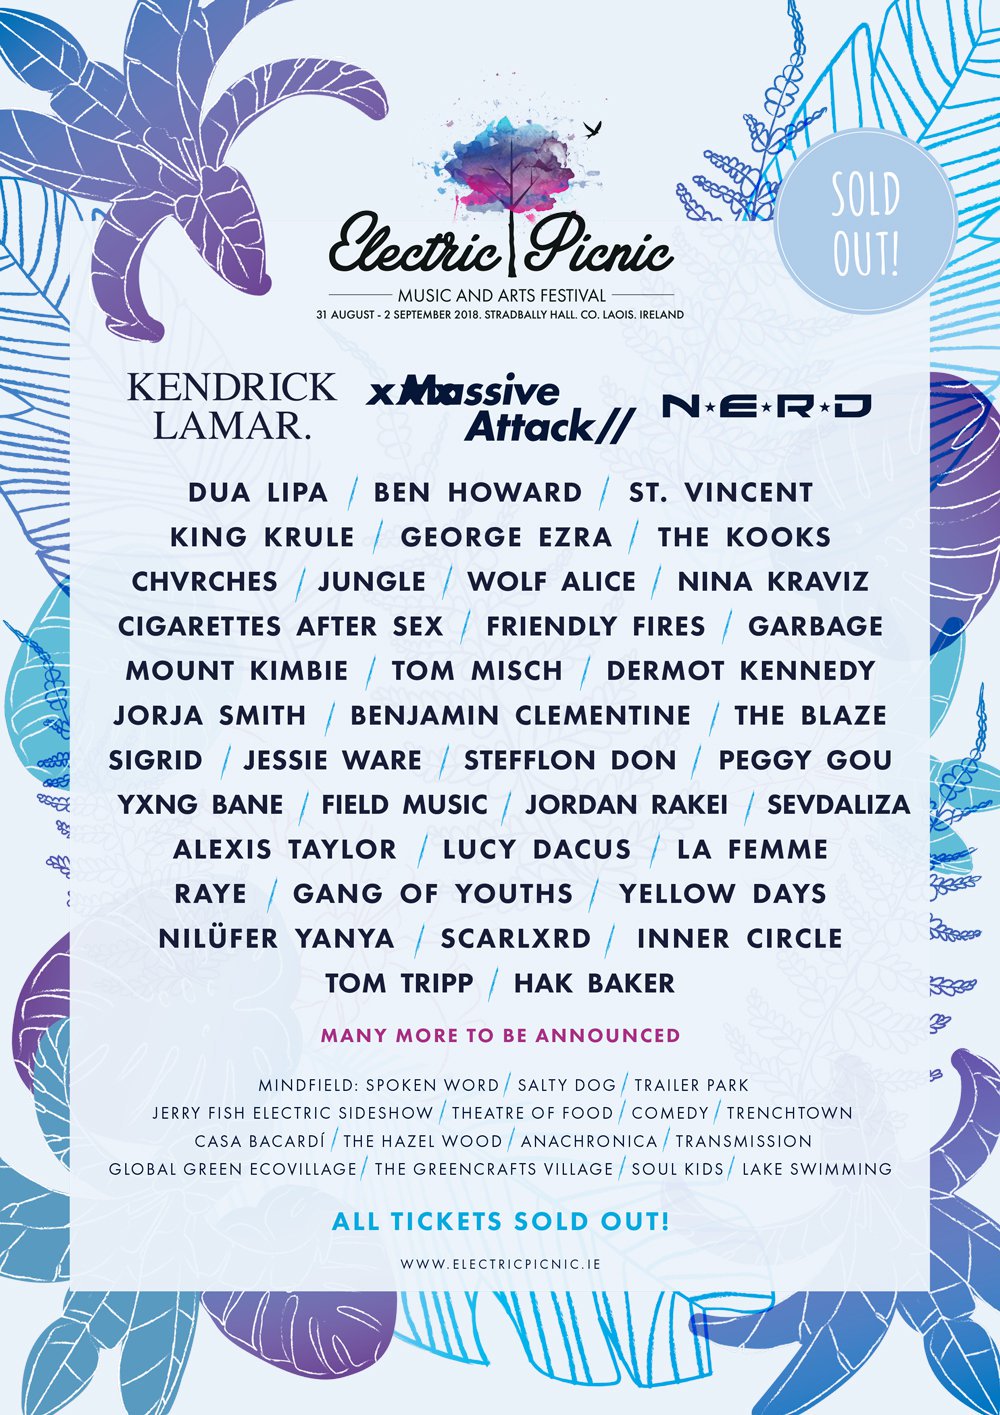 SOLD
OUT!
Electric Picnic
MUSIC AND ARTS FESTIVAL
31 AUGUST - 2 SEPTEMBER 2018. STRADBALLY HALL. CO. LAOIS. IRELAND
KENDRICK
LAMAR.
Massive
Attack//
N★E★R★D
DUA LIPA / BEN HOWARD / ST. VINCENT
KING KRULE / GEORGE EZRA / THE KOOKS
CHVRCHES / JUNGLE / WOLF ALICE / NINA KRAVIZ
CIGARETTES AFTER SEX / FRIENDLY FIRES / GARBAGE
MOUNT KIMBIE / TOM MISCH / DERMOT KENNEDY
JORJA SMITH / BENJAMIN CLEMENTINE / THE BLAZE
SIGRID / JESSIE WARE / STEFFLON DON / PEGGY GOU
YXNG BANE / FIELD MUSIC / JORDAN RAKEI / SEVDALIZA
ALEXIS TAYLOR / LUCY DACUS / LA FEMME
RAYE / GANG OF YOUTHS / YELLOW DAYS
NILÜFER YANYA / SCARLXRD / INNER CIRCLE
TOM TRIPP / HAK BAKER
MANY MORE TO BE ANNOUNCED
MINDFIELD: SPOKEN WORD / SALTY DOG / TRAILER PARK
JERRY FISH ELECTRIC SIDESHOW / THEATRE OF FOOD / COMEDY / TRENCHTOWN
CASA BACARDÍ / THE HAZEL WOOD / ANACHRONICA / TRANSMISSION
GLOBAL GREEN ECOVILLAGE / THE GREENCRAFTS VILLAGE / SOUL KIDS / LAKE SWIMMING
ALL TICKETS SOLD OUT!
WWW.ELECTRICPICNIC.IE